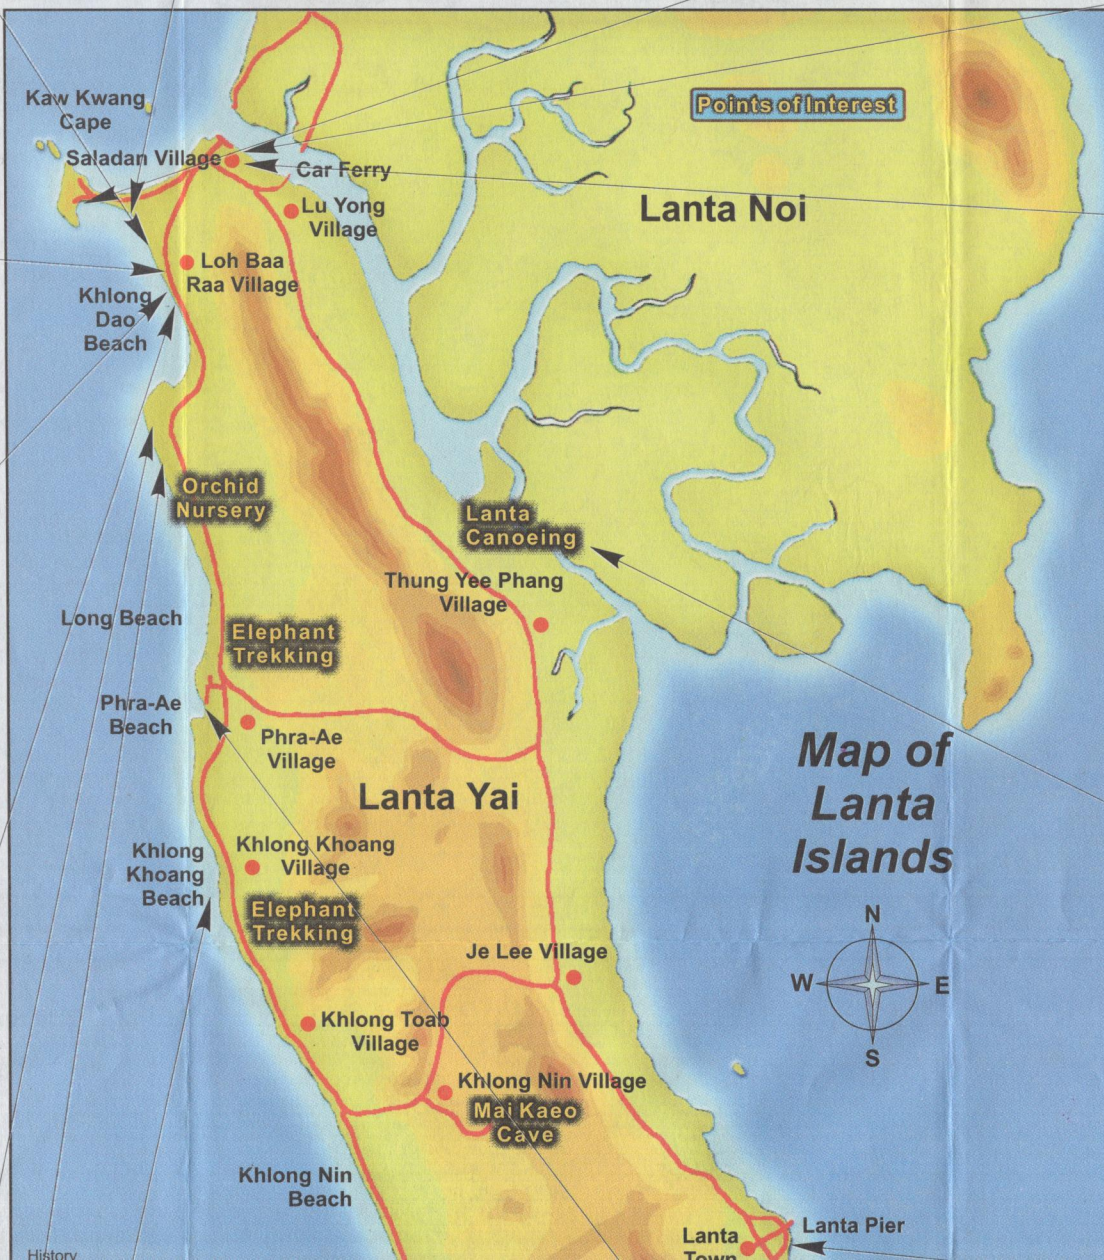 Kaw Kwang
Cape
Points of Interest
Saladan Village
Car Ferry
Lanta Noi
Lu Yong
Village
Loh Baa
Raa Village
Khlong
Dao
Beach
Orchid
Nursery
Lanta
Canoeing
Thung Yee Phang
Village
Long Beach
Elephant
Trekking
Phra-Ae
Beach
Phra-Ae
Village
Map of
Lanta
Islands
Lanta Yai
Khlong Khoang
Village
Khlong
Khoang
Beach
Elephant
Trekking
N
W
E
S
Je Lee Village
Khlong Toab
Village
Khlong Nin Village
Mai Kaeo
Cave
Khlong Nin
Beach
Lanta Pier
Lanta
Town
History